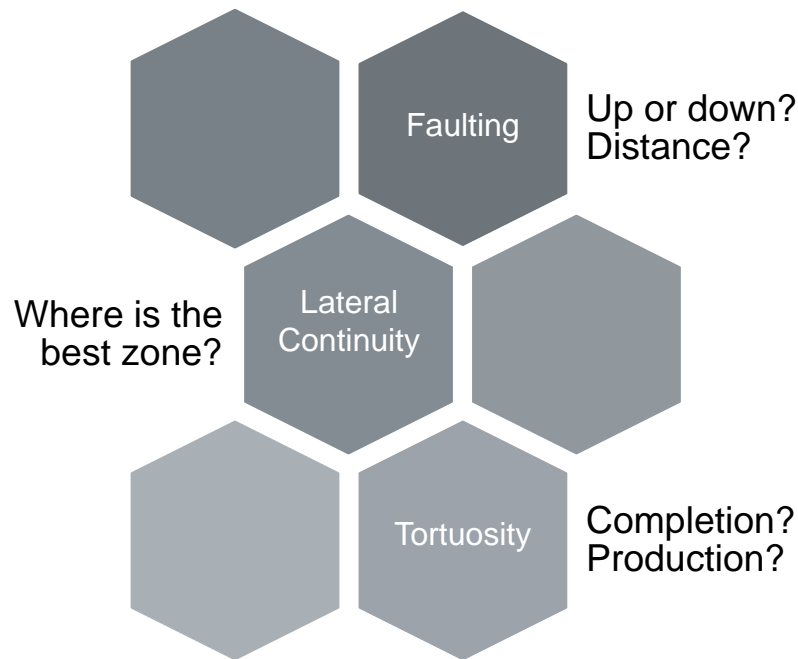 Faulting
Up or down?
Distance?
Where is the
best zone?
Lateral
Continuity
Tortuosity
Completion?
Production?